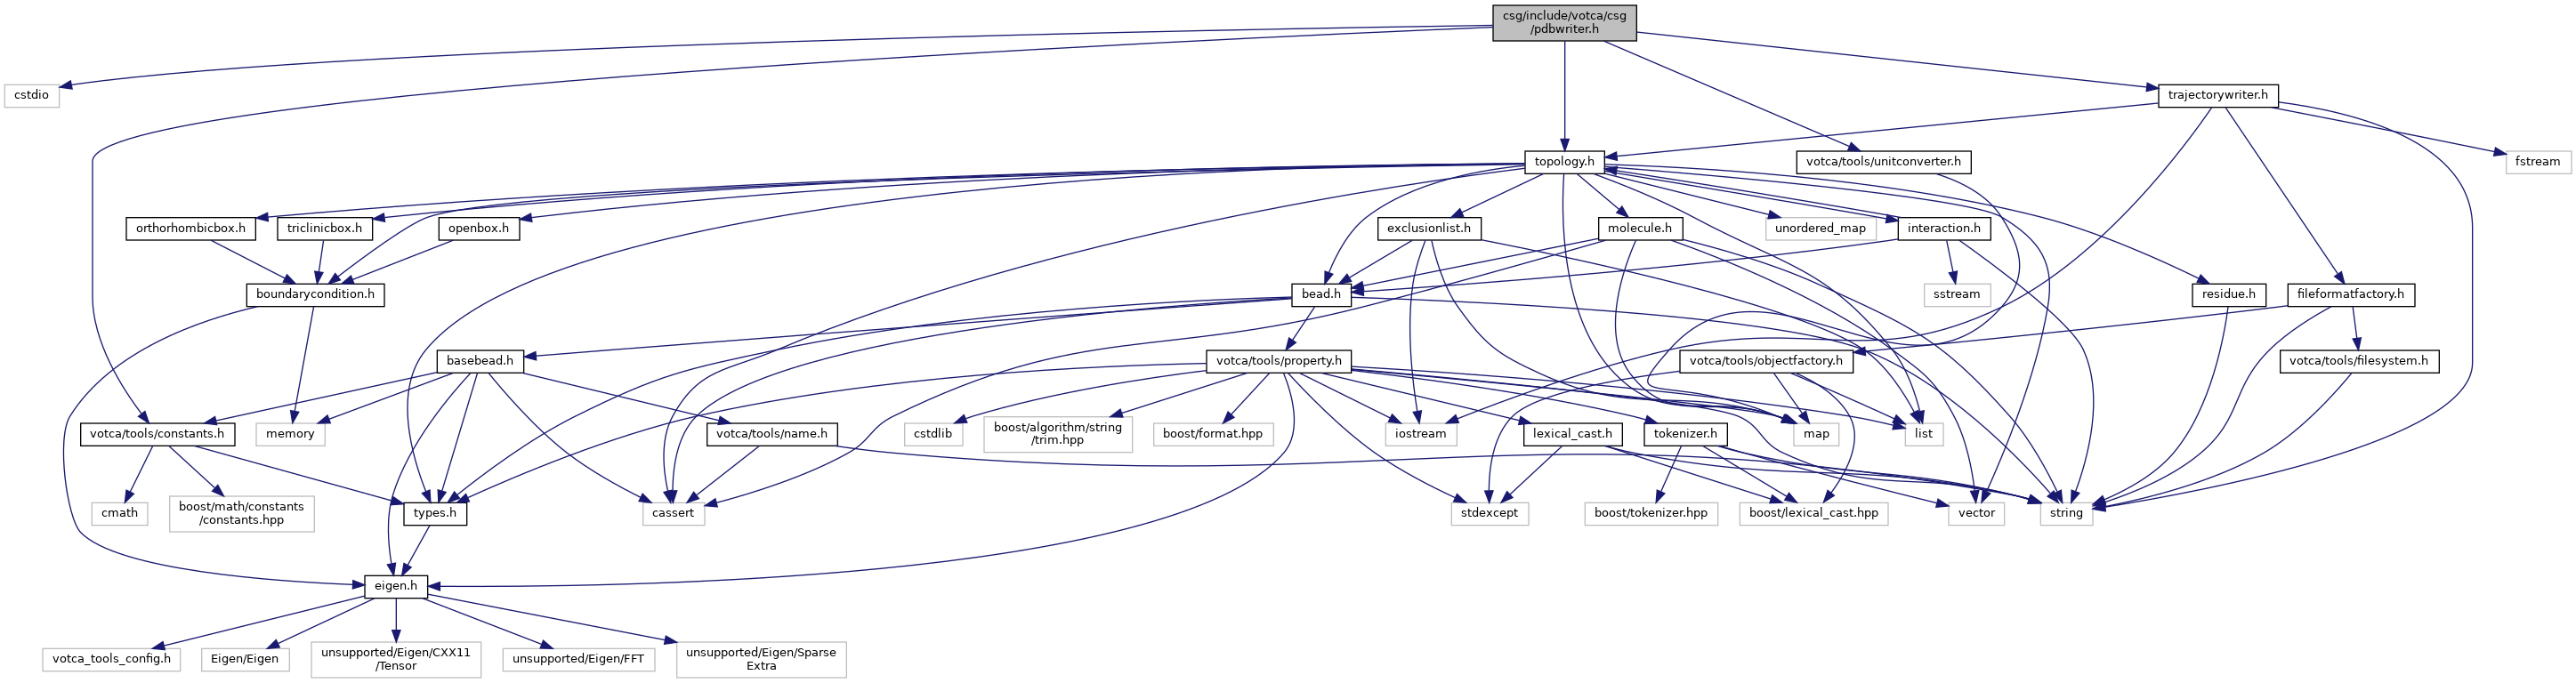 csg/include/votca/csg
/pdbwriter.h
cstdio
trajectorywriter.h
topology.h
votca/tools/unitconverter.h
fstream
orthorhombicbox.h
triclinicbox.h
openbox.h
exclusionlist.h
molecule.h
unordered_map
interaction.h
boundarycondition.h
bead.h
sstream
residue.h
fileformatfactory.h
basebead.h
votca/tools/property.h
votca/tools/objectfactory.h
votca/tools/filesystem.h
votca/tools/constants.h
memory
votca/tools/name.h
cstdlib
boost/algorithm/string
/trim.hpp
boost/format.hpp
iostream
lexical_cast.h
tokenizer.h
map
list
cmath
boost/math/constants
/constants.hpp
types.h
cassert
stdexcept
boost/tokenizer.hpp
boost/lexical_cast.hpp
vector
string
eigen.h
votca_tools_config.h
Eigen/Eigen
unsupported/Eigen/CXX11
/Tensor
unsupported/Eigen/FFT
unsupported/Eigen/Sparse
Extra